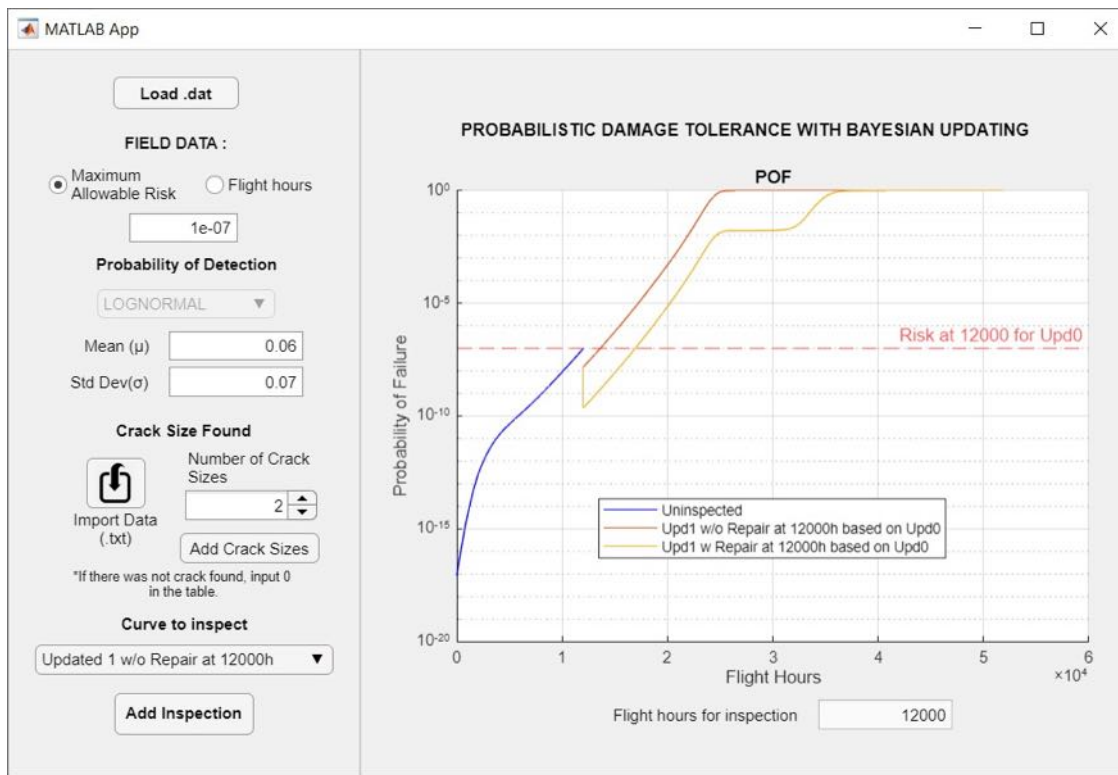 MATLAB App
Load .dat
FIELD DATA :
Maximum
Allowable Risk
Flight hours
1e-07
Probability of Detection
LOGNORMAL
Mean (μ)
0.06
Std Dev(σ)
0.07
Crack Size Found
Number of Crack
Sizes
2
Import Data
(.txt)
Add Crack Sizes
*If there was not crack found, input 0
in the table.
Curve to inspect
Updated 1 w/o Repair at 12000h
Add Inspection
PROBABILISTIC DAMAGE TOLERANCE WITH BAYESIAN UPDATING
POF
Probability of Failure
10⁰
10⁻⁵
10⁻¹⁰
10⁻¹⁵
10⁻²⁰
Risk at 12000 for Upd0
Uninspected
Upd1 w/o Repair at 12000h based on Upd0
Upd1 w Repair at 12000h based on Upd0
0 1 2 3 4 5 6
×10⁴
Flight Hours
Flight hours for inspection
12000